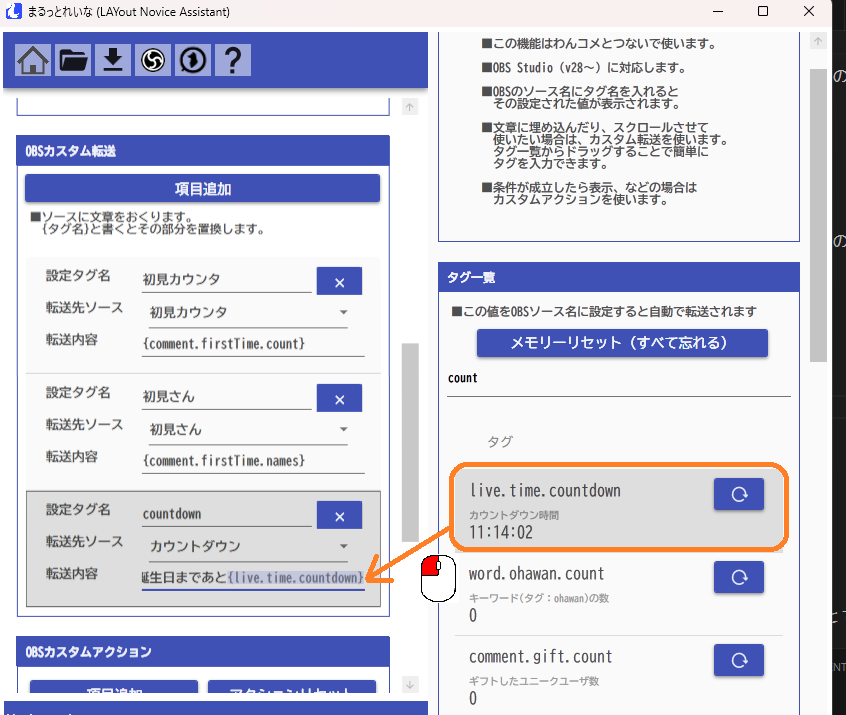 まるっとれいな (LAYout Novice Assistant)
OBSカスタム転送
項目追加
■ソースに文章をおくります。
{タグ名}と書くとその部分を置換します。
設定タグ名 初見カウンタ ×
転送先ソース 初見カウンタ
転送内容 {comment.firstTime.count}
設定タグ名 初見さん ×
転送先ソース 初見さん
転送内容 {comment.firstTime.names}
設定タグ名 countdown ×
転送先ソース カウントダウン
転送内容 誕生日まであと{live.time.countdown}
OBSカスタムアクション
項目追加 アクションリセット
■この機能はわんコメとつないで使います。
■OBS Studio（v28～）に対応します。
■OBSのソース名にタグ名を入れると
その設定された値が表示されます。
■文章に埋め込んだり、スクロールさせて
使いたい場合は、カスタム転送を使います。
タグ一覧からドラッグすることで簡単に
タグを入力できます。
■条件が成立したら表示、などの場合は
カスタムアクションを使います。
タグ一覧
■この値をOBSソース名に設定すると自動で転送されます
メモリーリセット（すべて忘れる）
count
タグ
live.time.countdown
カウントダウン時間
11:14:02
word.ohawan.count
キーワード(タグ：ohawan)の数
0
comment.gift.count
ギフトしたユニークユーザ数
0
の
の
NT